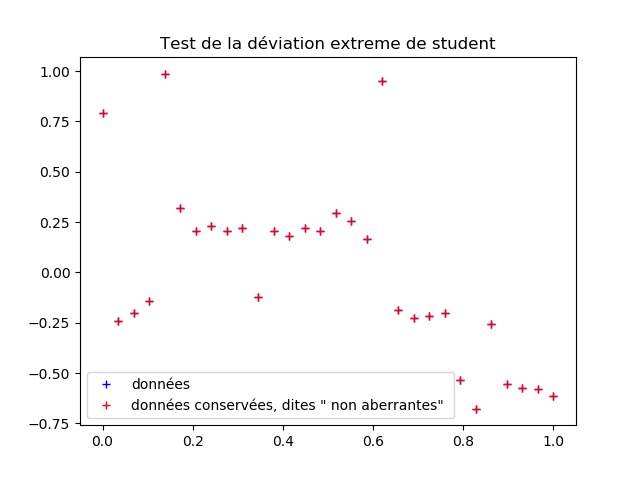 Test de la déviation extreme de student
1.00
0.75
0.50
0.25
0.00
−0.25
−0.50
−0.75
données
données conservées, dites " non aberrantes"
0.0 0.2 0.4 0.6 0.8 1.0